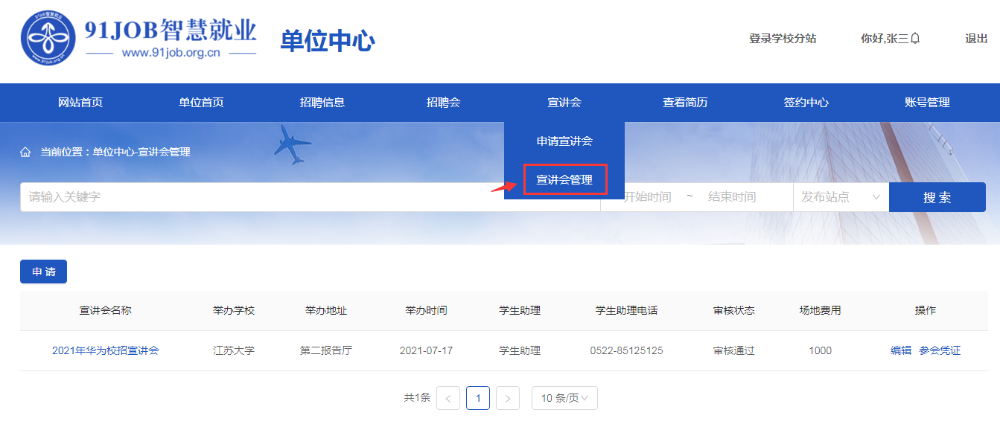 91JOB智慧就业
www.91job.org.cn
单位中心
登录学校分站 你好,张三 退出
网站首页 单位首页 招聘信息 招聘会 宣讲会 查看简历 签约中心 账号管理
申请宣讲会
宣讲会管理
当前位置：单位中心-宣讲会管理
请输入关键字 开始时间 ~ 结束时间 发布站点 搜 索
申 请
宣讲会名称 举办学校 举办地址 举办时间 学生助理 学生助理电话 审核状态 场地费用 操作
2021年华为校招宣讲会 江苏大学 第二报告厅 2021-07-17 学生助理 0522-85125125 审核通过 1000 编辑 参会凭证
共1条 < 1 > 10 条/页